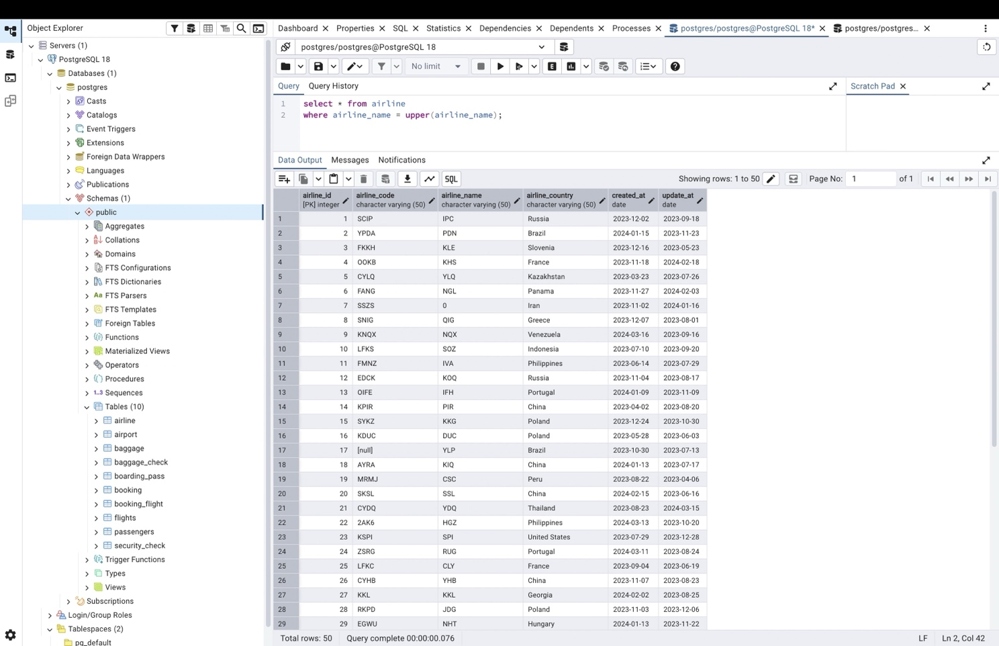 Object Explorer
Dashboard Properties SQL Statistics Dependencies Dependents Processes postgres/postgres@PostgreSQL 18* postgres/postgres...
Servers (1)
PostgreSQL 18
Databases (1)
postgres
Casts
Catalogs
Event Triggers
Extensions
Foreign Data Wrappers
Languages
Publications
Schemas (1)
public
Aggregates
Collations
Domains
FTS Configurations
FTS Dictionaries
Aa FTS Parsers
FTS Templates
Foreign Tables
Functions
Materialized Views
Operators
Procedures
1..3 Sequences
Tables (10)
airline
airport
baggage
baggage_check
boarding_pass
booking
booking_flight
flights
passengers
security_check
Trigger Functions
Types
Views
Subscriptions
Login/Group Roles
Tablespaces (2)
pg_default
postgres/postgres@PostgreSQL 18
No limit
E
Query Query History
Scratch Pad
1 select * from airline
2 where airline_name = upper(airline_name);
Data Output Messages Notifications
SQL
Showing rows: 1 to 50
Page No: 1 of 1
airline_id airline_code airline_name airline_country created_at update_at
[PK] integer character varying (50) character varying (50) character varying (50) date date
1 1 SCIP IPC Russia 2023-12-02 2023-09-18
2 2 YPDA PDN Brazil 2024-01-15 2023-11-23
3 3 FKKH KLE Slovenia 2023-12-16 2023-05-23
4 4 OOKB KHS France 2023-11-18 2024-02-18
5 5 CYLQ YLQ Kazakhstan 2023-03-23 2023-07-26
6 6 FANG NGL Panama 2023-11-27 2024-02-03
7 7 SSZS 0 Iran 2023-11-02 2024-01-16
8 8 SNIG QIG Greece 2023-12-07 2023-08-01
9 9 KNQX NQX Venezuela 2024-03-16 2023-09-16
10 10 LFKS SOZ Indonesia 2023-07-10 2023-09-20
11 11 FMNZ IVA Philippines 2023-06-14 2023-07-29
12 12 EDCK KOQ Russia 2023-11-04 2023-08-17
13 13 OIFE IFH Portugal 2024-01-09 2023-11-09
14 14 KPIR PIR China 2023-04-02 2023-08-20
15 15 SYKZ KKG Poland 2023-12-24 2023-10-30
16 16 KDUC DUC Poland 2023-05-28 2023-06-03
17 17 [null] YLP Brazil 2023-10-30 2023-07-13
18 18 AYRA KIQ China 2024-01-13 2023-07-17
19 19 MRMJ CSC Peru 2023-08-22 2023-04-06
20 20 SKSL SSL China 2024-02-15 2023-06-16
21 21 CYDQ YDQ Thailand 2023-08-23 2024-03-15
22 22 2AK6 HGZ Philippines 2024-03-13 2023-10-20
23 23 KSPI SPI United States 2023-07-29 2023-12-28
24 24 ZSRG RUG Portugal 2024-03-11 2023-08-24
25 25 LFKC CLY France 2023-09-04 2023-06-19
26 26 CYHB YHB China 2023-11-07 2023-08-23
27 27 KKL KKL Georgia 2024-02-02 2023-08-25
28 28 RKPD JDG Poland 2023-11-03 2023-12-06
29 29 EGWU NHT Hungary 2024-01-13 2023-11-22
Total rows: 50 Query complete 00:00:00.076 LF Ln 2, Col 42